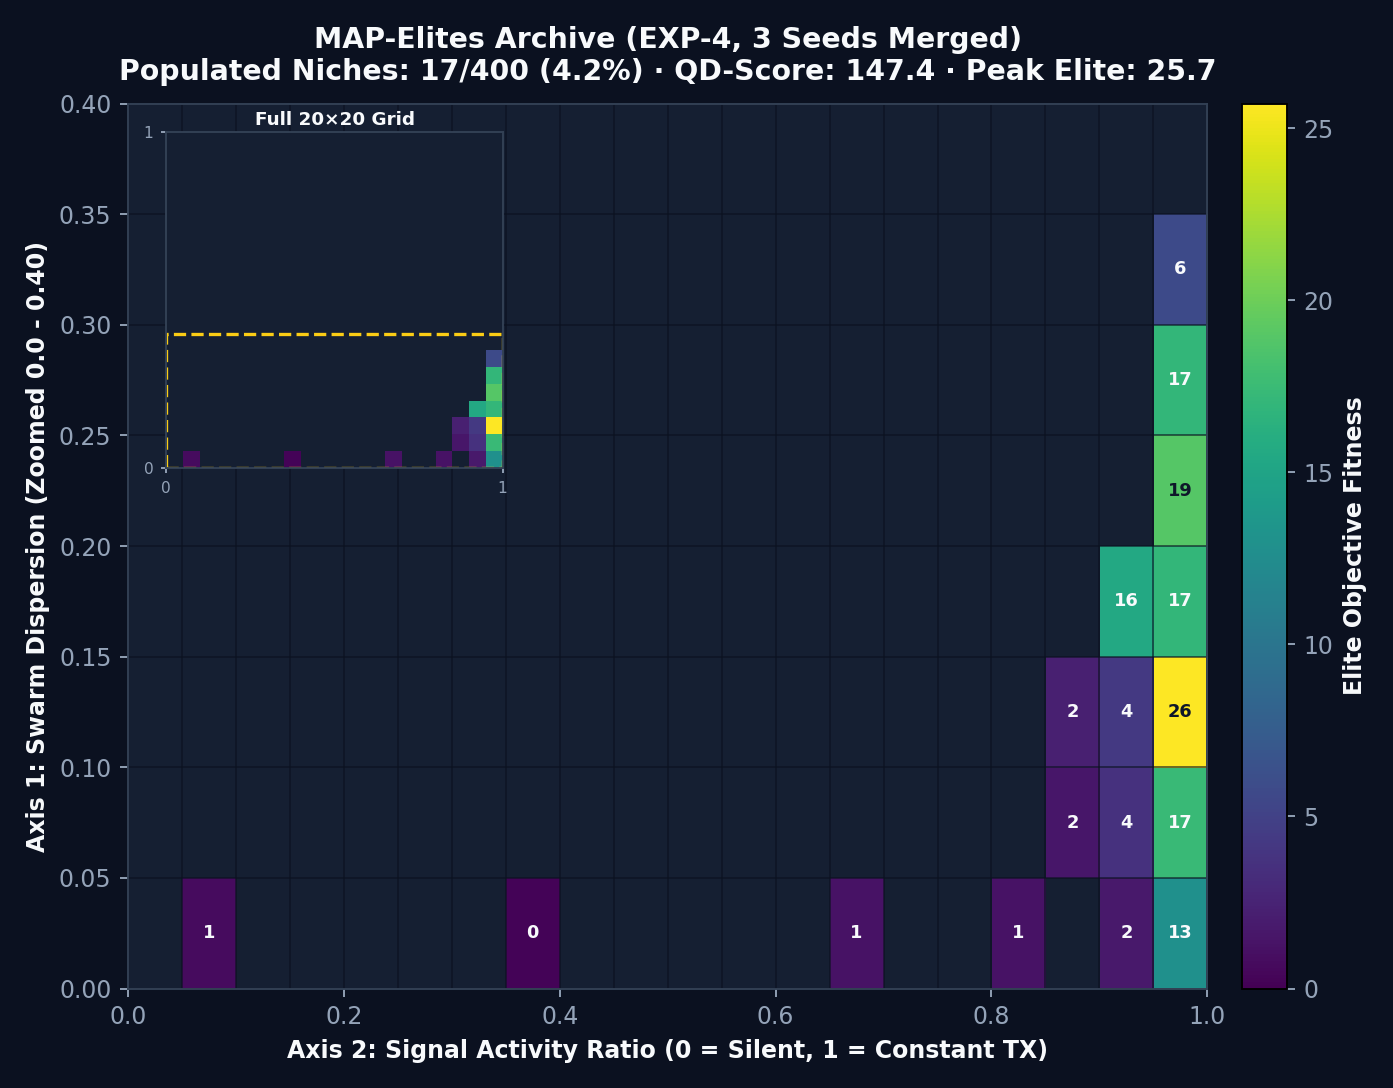 MAP-Elites Archive (EXP-4, 3 Seeds Merged)
Populated Niches: 17/400 (4.2%) · QD-Score: 147.4 · Peak Elite: 25.7
Full 20×20 Grid
1
0
0 1
0.40
0.35
0.30
0.25
0.20
0.15
0.10
0.05
0.00
Axis 1: Swarm Dispersion (Zoomed 0.0 - 0.40)
6
17
19
16 17
2 4 26
2 4 17
1 0 1 1 2 13
0.0 0.2 0.4 0.6 0.8 1.0
Axis 2: Signal Activity Ratio (0 = Silent, 1 = Constant TX)
25
20
15
10
5
0
Elite Objective Fitness